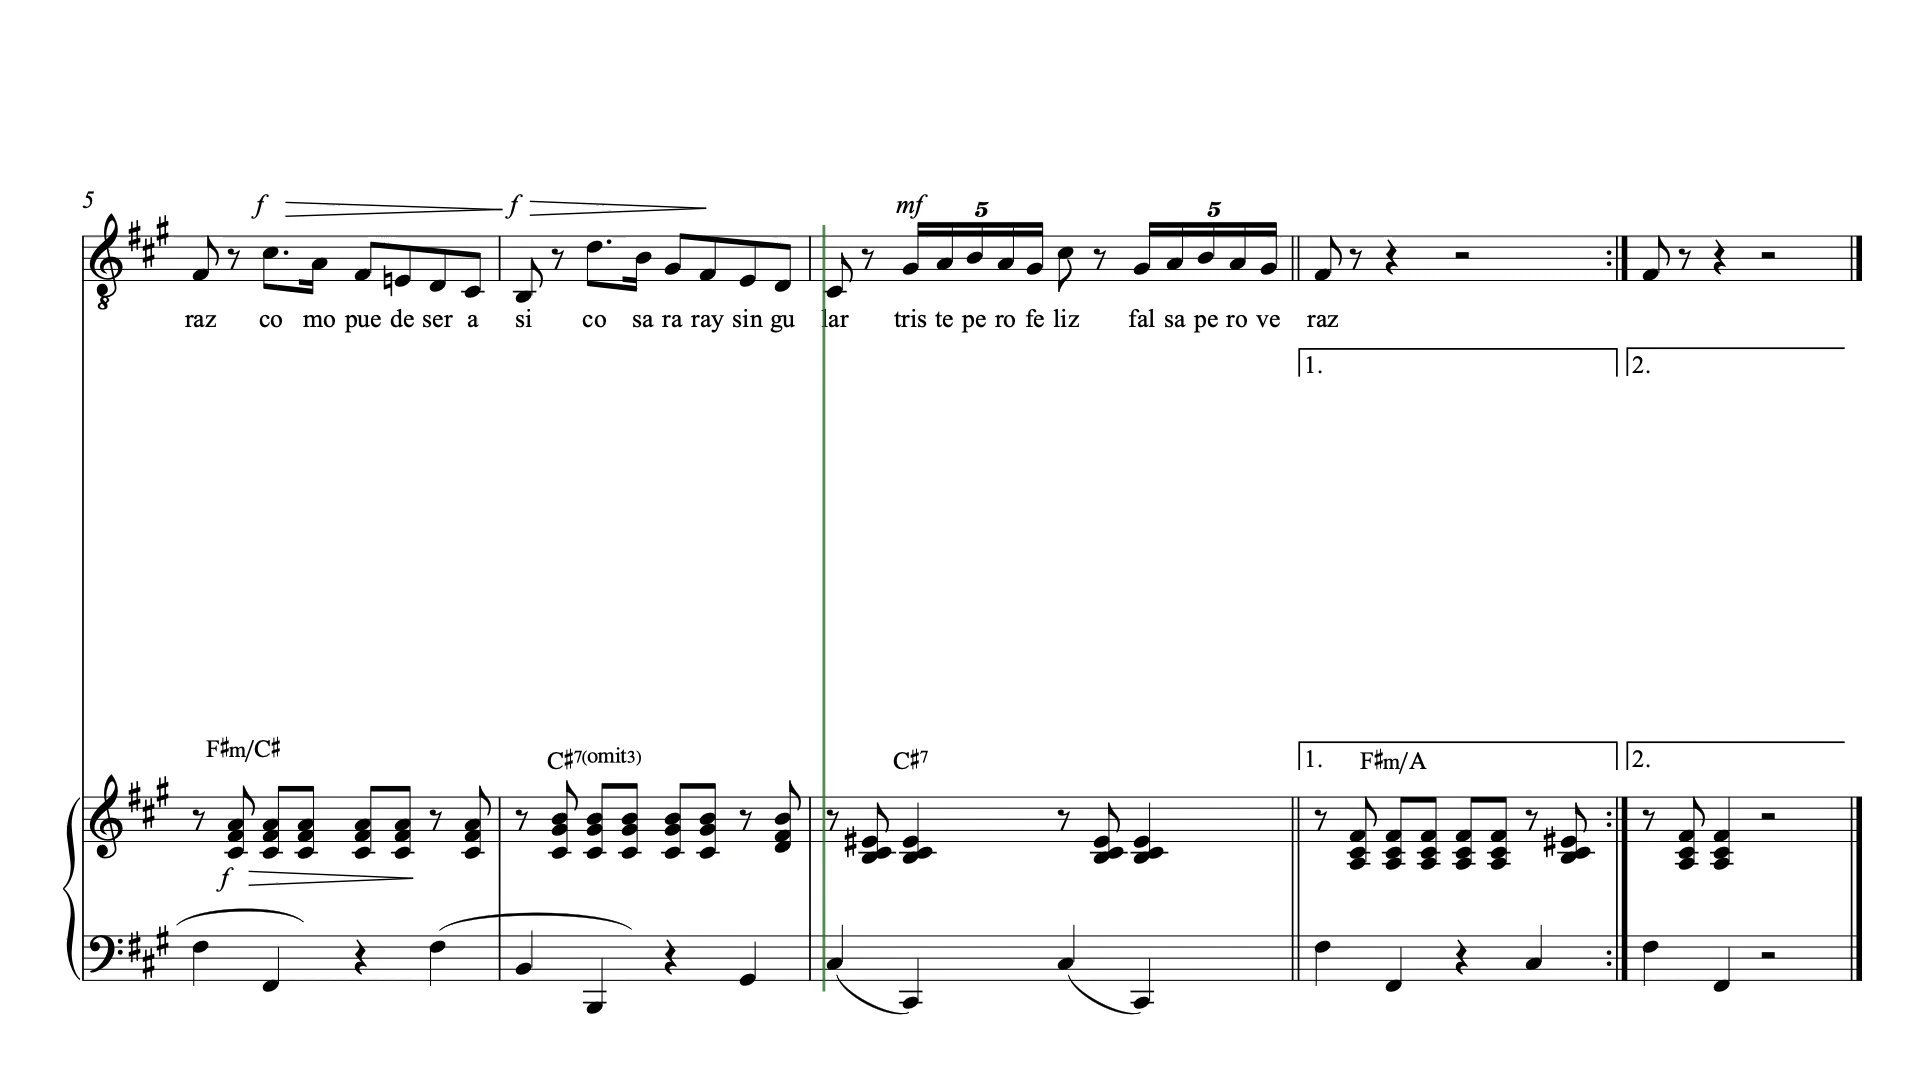 5
f f mf 5 5
raz co mo pue de ser a si co sa ra ray sin gu lar tris te pe ro fe liz fal sa pe ro ve raz
1. 2.
F♯m/C♯ C♯7(omit3) C♯7 1. F♯m/A 2.
f